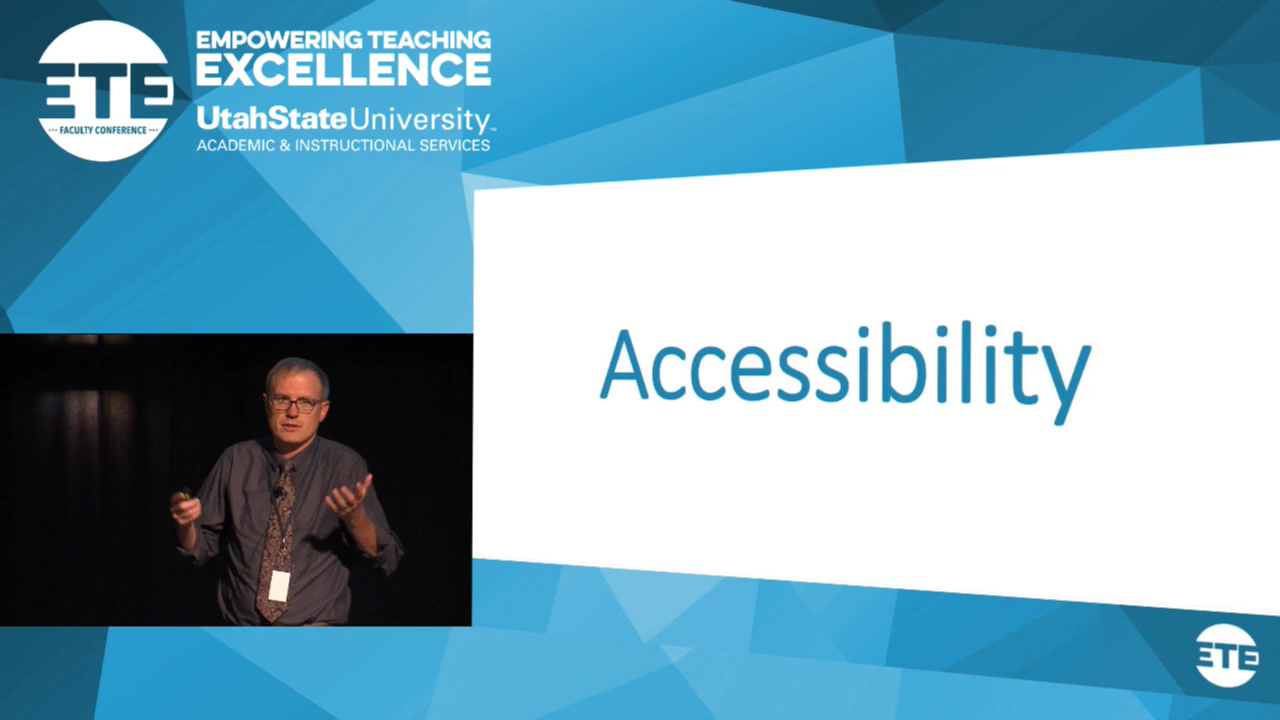 ETE
FACULTY CONFERENCE
EMPOWERING TEACHING
EXCELLENCE
UtahStateUniversity
ACADEMIC & INSTRUCTIONAL SERVICES
Accessibility
ETE